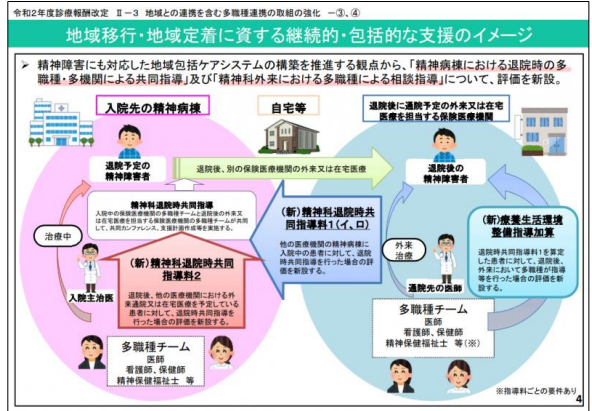 令和2年度診療報酬改定 Ⅱ－3 地域との連携を含む多職種連携の取組の強化 －③、④
地域移行・地域定着に資する継続的・包括的な支援のイメージ
➢ 精神障害にも対応した地域包括ケアシステムの構築を推進する観点から、「精神病棟における退院時の多
職種・多機関による共同指導」及び「精神科外来における多職種による相談指導」について、評価を新設。
入院先の精神病棟
自宅等
退院後に通院予定の外来又は在宅
医療を担当する保険医療機関
退院予定の
精神障害者
退院後、別の保険医療機関の外来又は在宅医療
退院後の
精神障害者
精神科退院時共同指導
入院中の保険医療機関の多職種チームと退院後の外来又
は在宅医療を担当する保険医療機関の多職種チームが共同
して、共同カンファレンス、支援計画作成等を実施する。
治療中
入院主治医
（新）精神科退院時共同
指導料2
退院後、他の医療機関における外
来通院又は在宅医療を予定している
患者に対して、退院時共同指導
を行った場合の評価を新設する。
（新）精神科退院時共
同指導料1（イ、ロ）
他の医療機関の精神病棟に
入院中の患者に対して、退院
時共同指導を行った場合の評
価を新設する。
外来
治療
通院先の医師
（新）療養生活環境
整備指導加算
退院時共同指導料1を算定
した患者に対して、退院後、
外来において多職種が指導
等を行った場合の評価を新
設する。
多職種チーム
医師
看護師、保健師
精神保健福祉士 等
多職種チーム
医師
看護師、保健師
精神保健福祉士 等（※）
※指導料ごとの要件あり
4